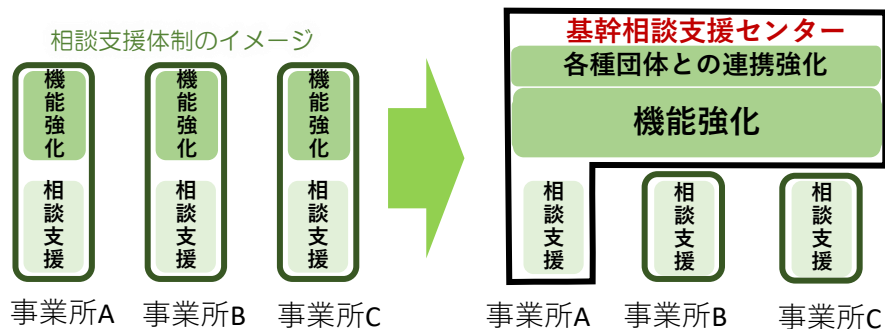 相談支援体制のイメージ
機能強化
機能強化
機能強化
相談支援
相談支援
相談支援
事業所A
事業所B
事業所C
基幹相談支援センター
各種団体との連携強化
機能強化
相談支援
相談支援
相談支援
事業所A
事業所B
事業所C